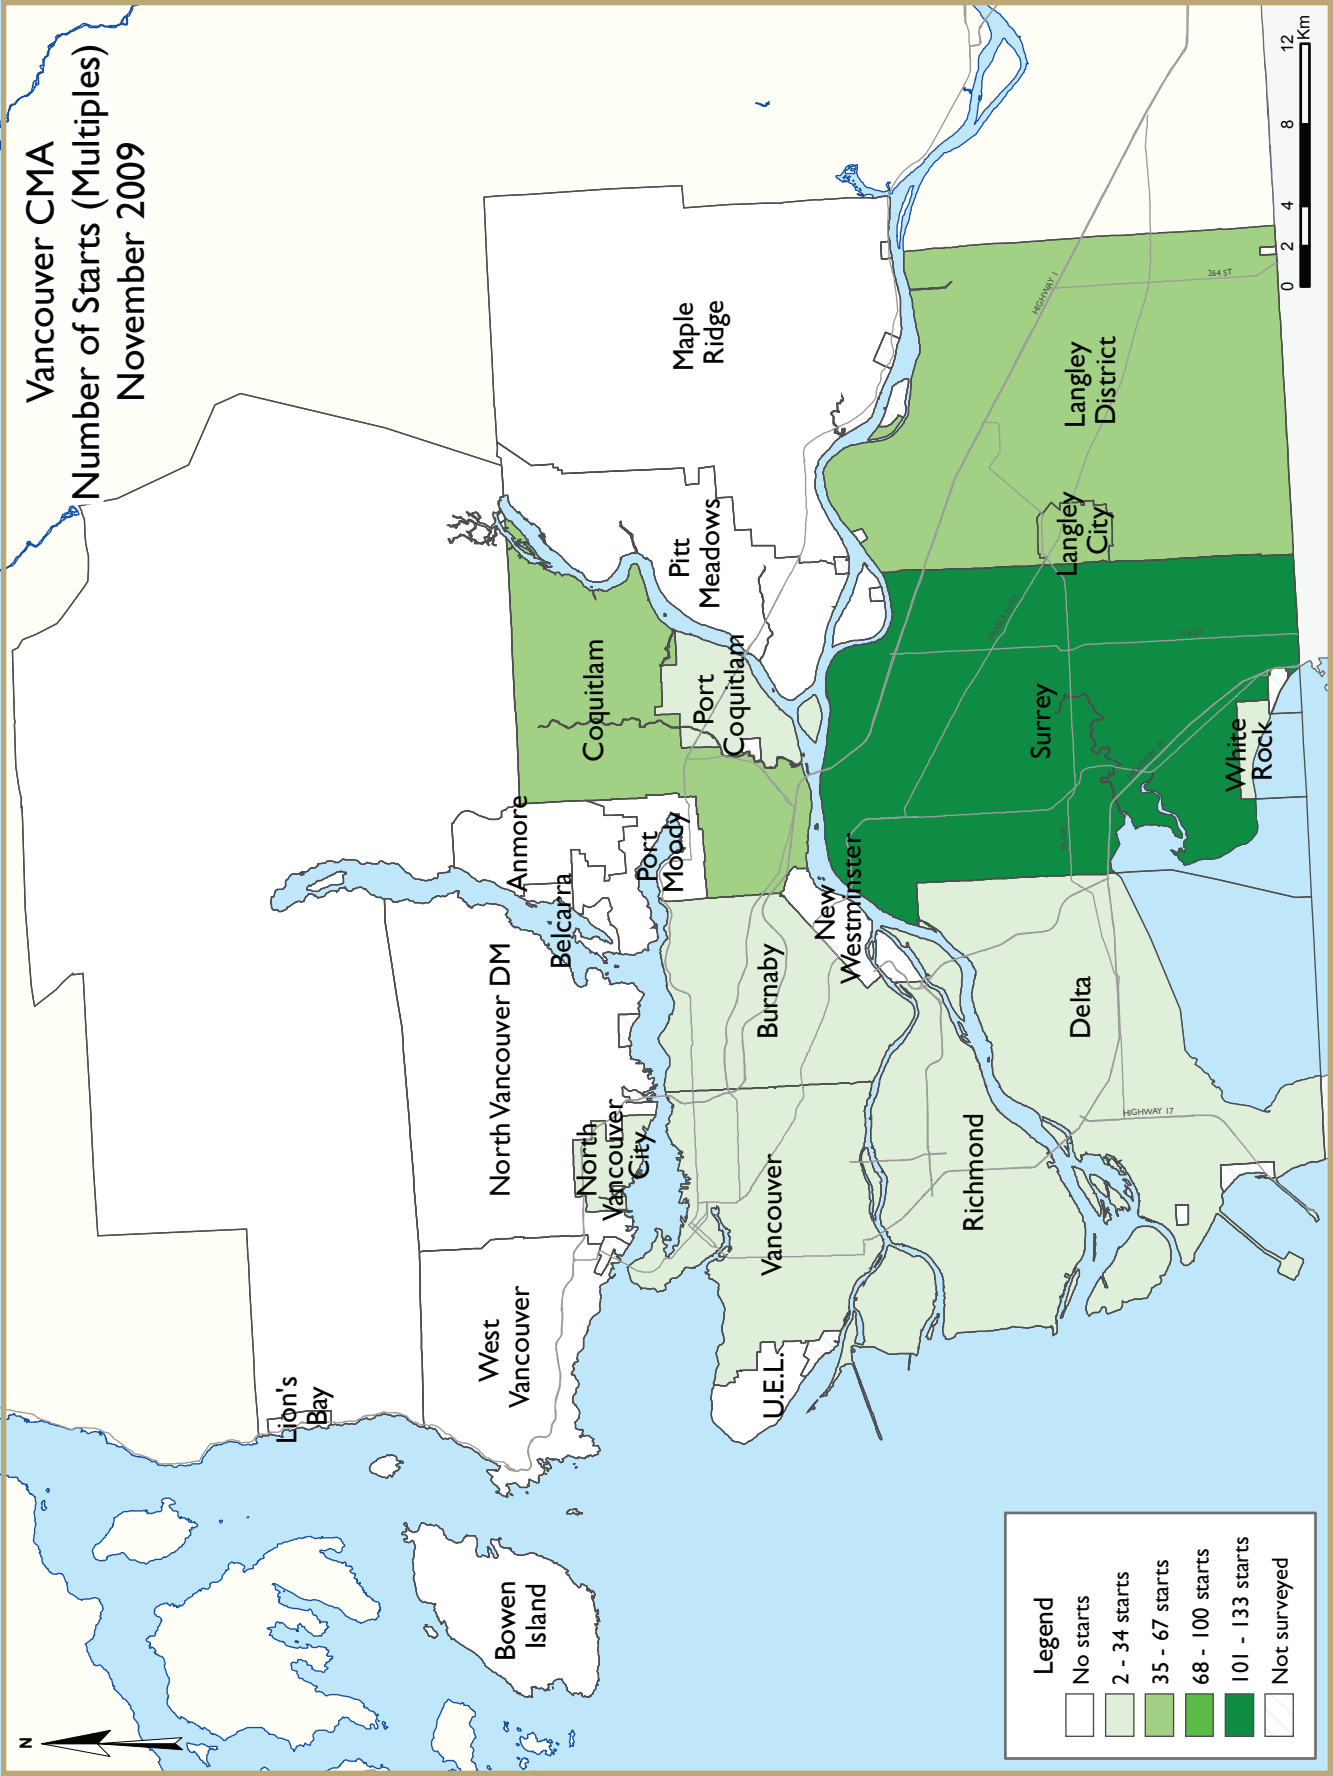 Vancouver CMA
Number of Starts (Multiples)
November 2009
N
Lion's
Bay
Bowen
Island
West
Vancouver
North Vancouver DM
North
Vancouver
City
Belcarra
Anmore
Port
Moody
Coquitlam
Port
Coquitlam
Pitt
Meadows
Maple
Ridge
U.E.L.
Vancouver
Burnaby
New
Westminster
Richmond
Delta
Surrey
White
Rock
Langley
City
Langley
District
HIGHWAY 1
264 ST
HIGHWAY 17
Legend
No starts
2 - 34 starts
35 - 67 starts
68 - 100 starts
101 - 133 starts
Not surveyed
0 2 4 8 12
Km